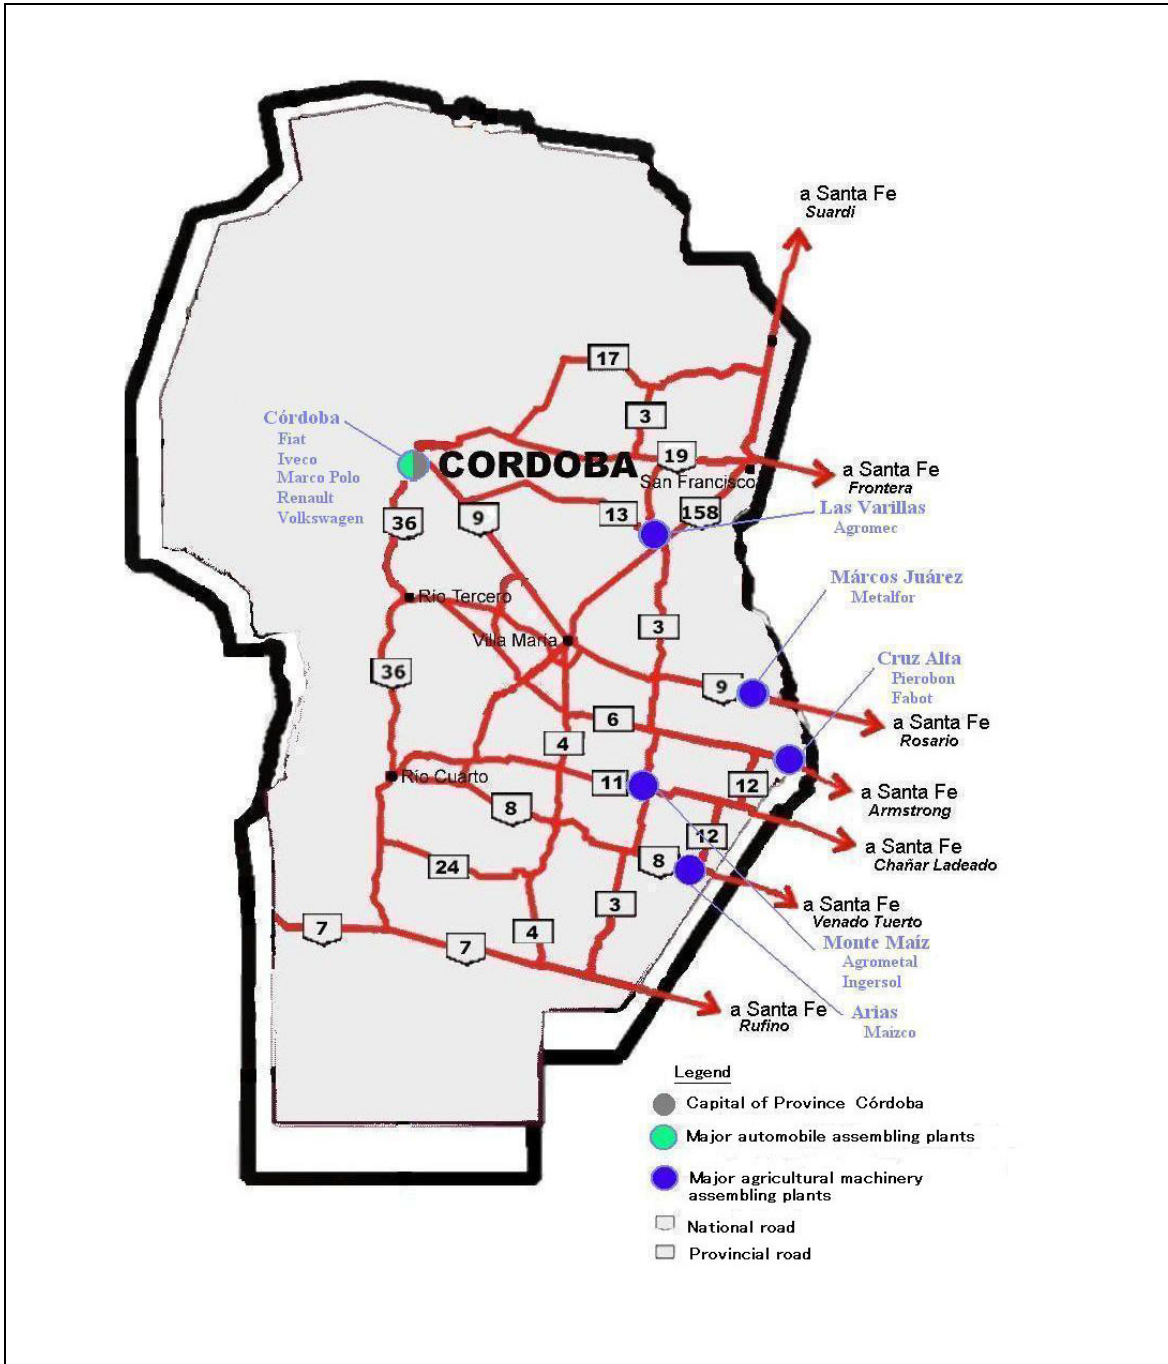 a Santa Fe
Suardi
17
3
Córdoba
Fiat
Iveco
Marco Polo
Renault
Volkswagen
CORDOBA
19
San Francisco
a Santa Fe
Frontera
36
9
13
158
Las Varillas
Agromec
Márcos Juárez
Metalfor
Río Tercero
Villa María
3
36
9
Cruz Alta
Pierobon
Fabot
a Santa Fe
Rosario
6
4
Río Cuarto
11
12
a Santa Fe
Armstrong
8
12
a Santa Fe
Chañar Ladeado
24
8
3
a Santa Fe
Venado Tuerto
7
7
4
Monte Maíz
Agrometal
Ingersol
a Santa Fe
Rufino
Arias
Maizco
Legend
Capital of Province Córdoba
Major automobile assembling plants
Major agricultural machinery
assembling plants
National road
Provincial road